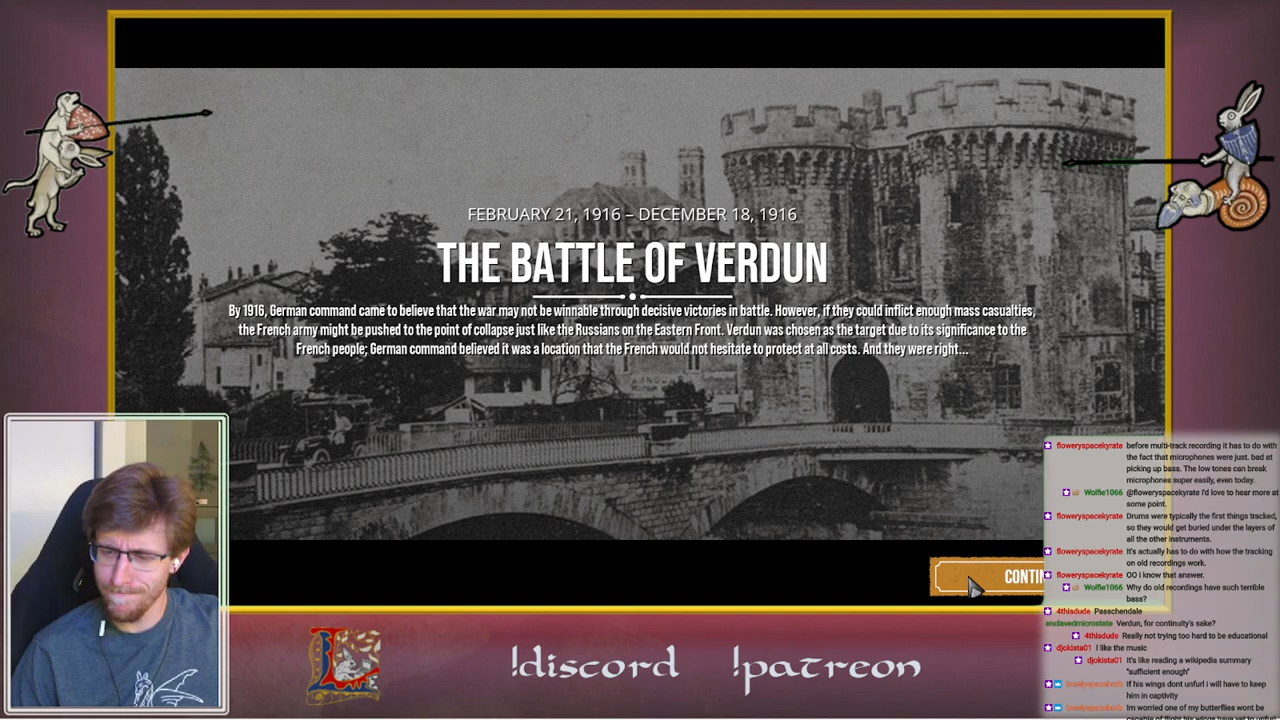 FEBRUARY 21, 1916 – DECEMBER 18, 1916
THE BATTLE OF VERDUN
By 1916, German command came to believe that the war may not be winnable through decisive victories in battle. However, if they could inflict enough mass casualties,
the French army might be pushed to the point of collapse just like the Russians on the Eastern Front. Verdun was chosen as the target due to its significance to the
French people; German command believed it was a location that the French would not hesitate to protect at all costs. And they were right...
CONTIN
!discord
!patreon
floweryspacekyrate before multi-track recording it has to do with
the fact that microphones were just. bad at
picking up bass. The low tones can break
microphones super easily, even today.
Wolfie1066 @floweryspacekyrate I'd love to hear more at
some point.
floweryspacekyrate Drums were typically the first things tracked,
so they would get buried under the layers of
all the other instruments.
floweryspacekyrate It's actually has to do with how the tracking
on old recordings work.
floweryspacekyrate OO I know that answer.
Wolfie1066 Why do old recordings have such terrible
bass?
4thisdude Passchendale
enclavedmicrostate Verdun, for continuity's sake?
4thisdude Really not trying too hard to be educational
djokista01 I like the music
djokista01 It's like reading a wikipedia summary
"sufficient enough"
If his wings dont unfurl i will have to keep
him in captivity
Im worried one of my butterflies wont be
capable of flight his wings have yet to unfurl